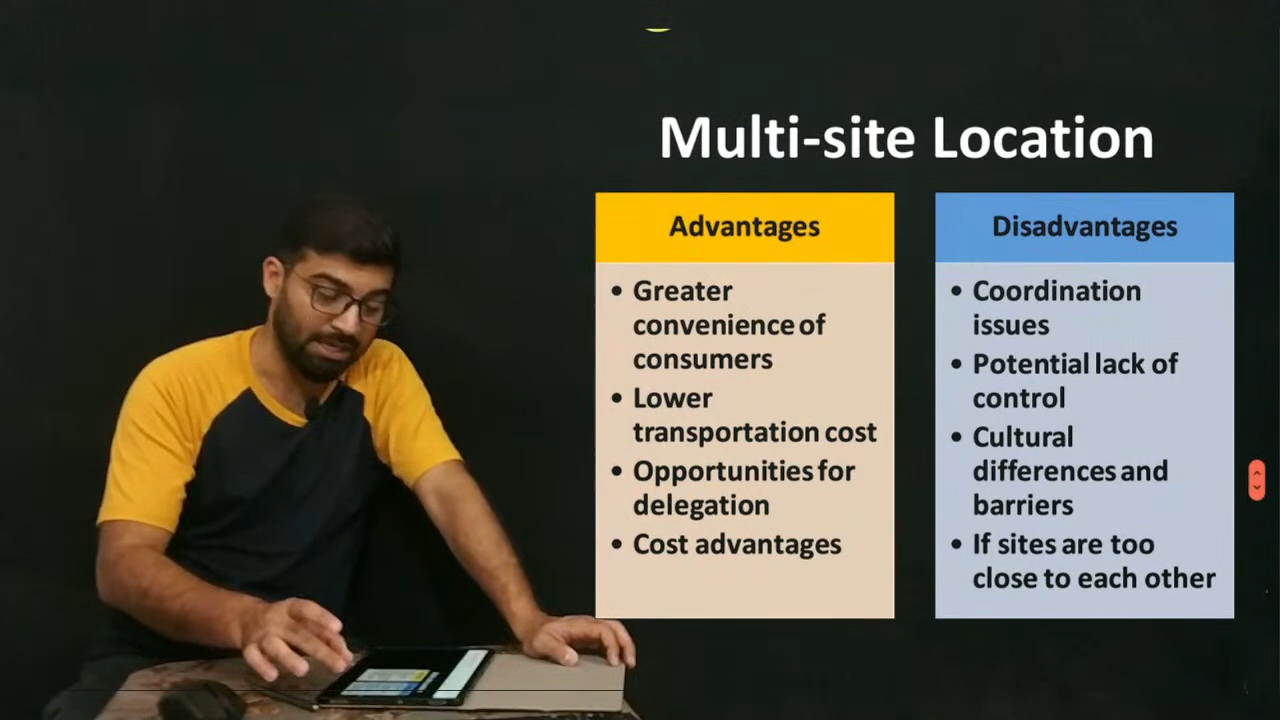 Multi-site Location
Advantages
• Greater
convenience of
consumers
• Lower
transportation cost
• Opportunities for
delegation
• Cost advantages
Disadvantages
• Coordination
issues
• Potential lack of
control
• Cultural
differences and
barriers
• If sites are too
close to each other